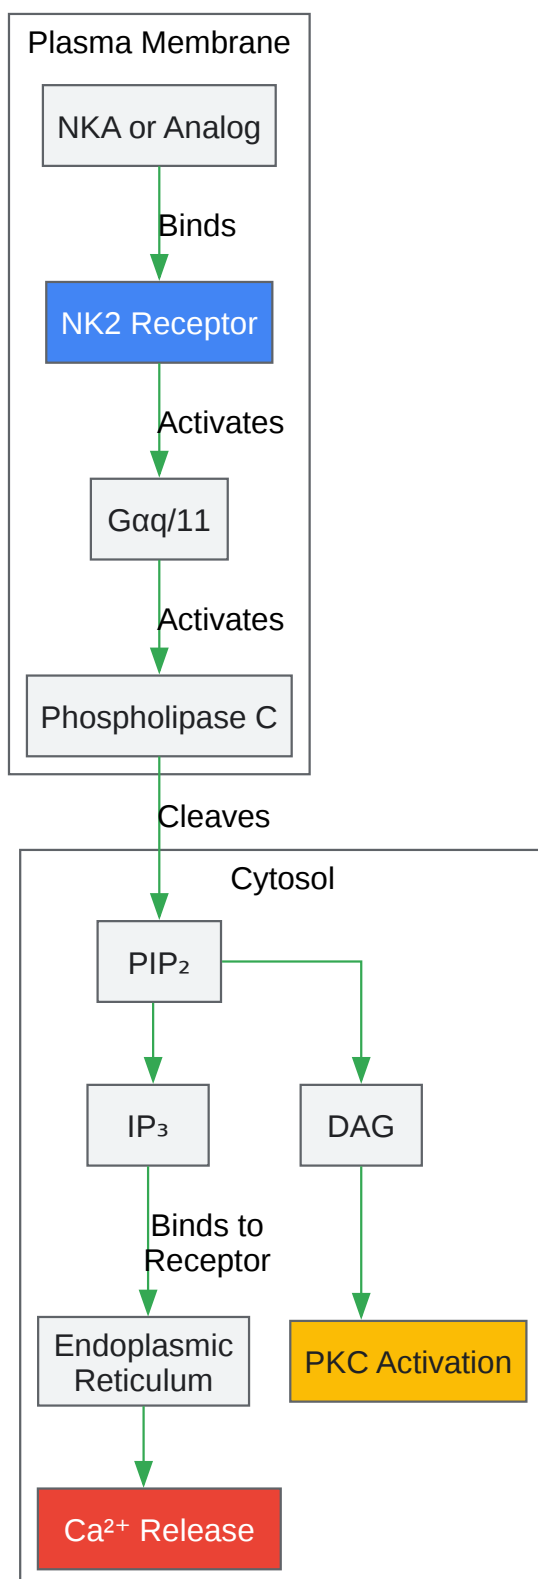 Plasma Membrane
NKA or Analog
Binds
NK2 Receptor
Activates
Gαq/11
Activates
Phospholipase C
Cleaves
Cytosol
PIP₂
IP₃
DAG
Binds to
Receptor
Endoplasmic
Reticulum
PKC Activation
Ca²⁺ Release